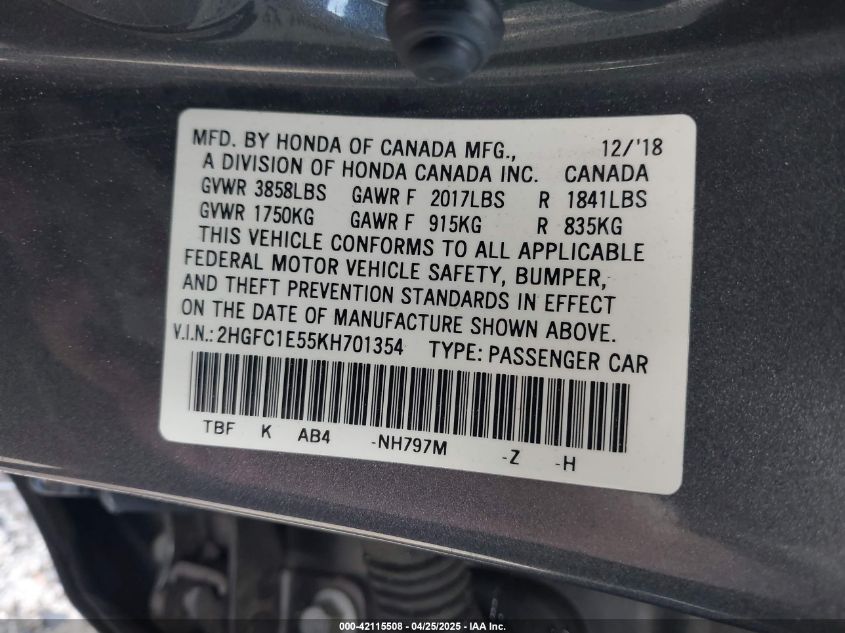 MFD. BY HONDA OF CANADA MFG., 12/'18
A DIVISION OF HONDA CANADA INC. CANADA
GVWR 3858LBS GAWR F 2017LBS R 1841LBS
GVWR 1750KG GAWR F 915KG R 835KG
THIS VEHICLE CONFORMS TO ALL APPLICABLE
FEDERAL MOTOR VEHICLE SAFETY, BUMPER,
AND THEFT PREVENTION STANDARDS IN EFFECT
ON THE DATE OF MANUFACTURE SHOWN ABOVE.
V.I.N.: 2HGFC1E55KH701354 TYPE: PASSENGER CAR
TBF K AB4 -NH797M -Z -H
000-42115508 - 04/25/2025 - IAA Inc.